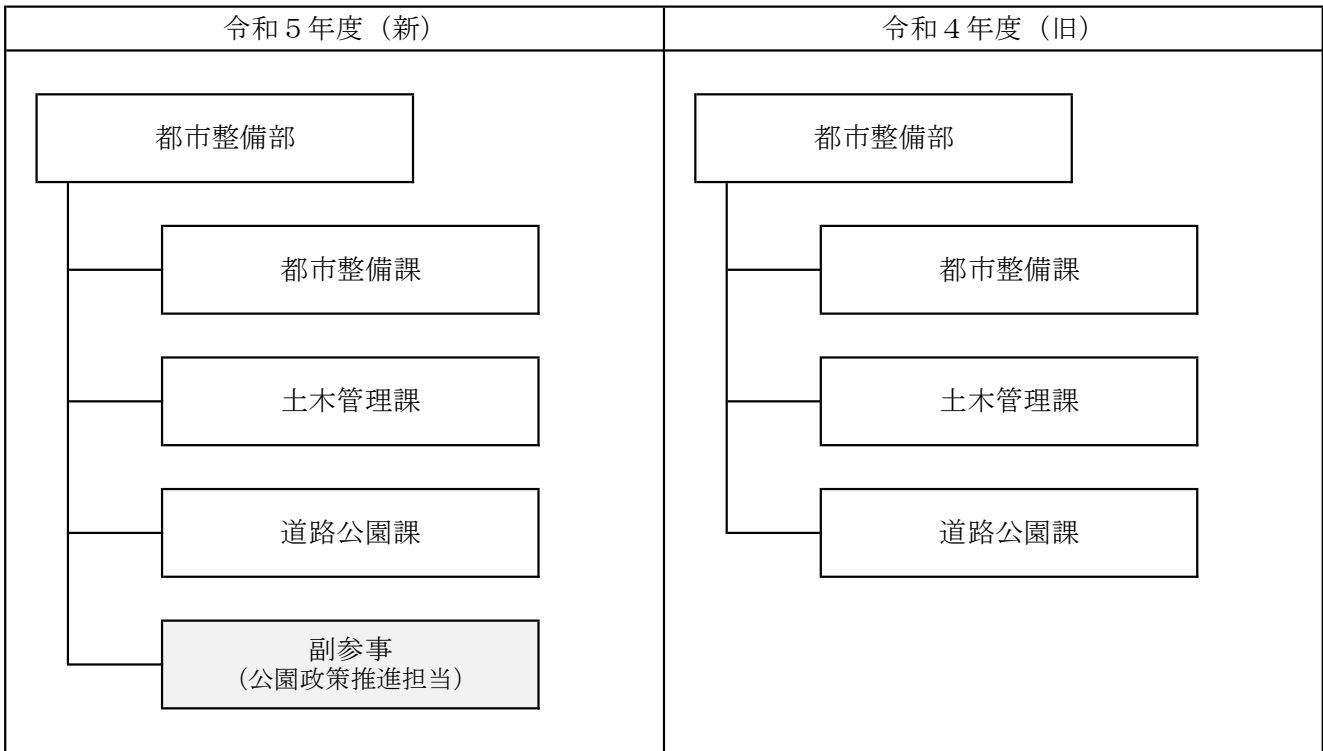 令和５年度（新）
令和４年度（旧）
都市整備部
都市整備課
土木管理課
道路公園課
副参事
（公園政策推進担当）
都市整備部
都市整備課
土木管理課
道路公園課